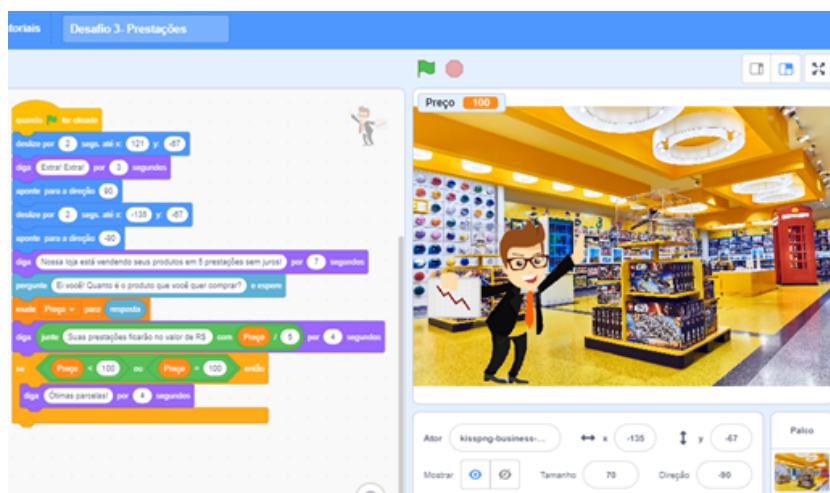 toriais Desafio 3- Prestações
quando for clicado
deslize por 2 segs. até x: 121 y: -67
diga Extra! Extra! por 3 segundos
aponte para a direção 90
deslize por 2 segs. até x: -135 y: -67
aponte para a direção -90
diga Nossa loja está vendendo seus produtos em 5 prestações sem juros! por 7 segundos
pergunte Ei você! Quanto é o produto que você quer comprar? e espere
mude Preço para resposta
diga junte Suas prestações ficarão no valor de R$ com Preço / 5 por 4 segundos
se Preço < 100 ou Preço = 100 então
diga Ótimas parcelas! por 4 segundos
Preço 100
Ator kisspng-business-... x -135 y -67
Mostrar Tamanho 70 Direção -90
Palco